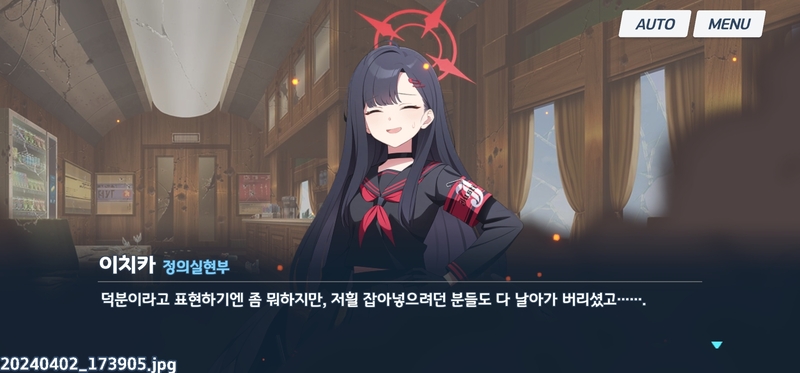 AUTO MENU
이치카 정의실현부
덕분이라고 표현하기엔 좀 뭐하지만, 저흴 잡아넣으려던 분들도 다 날아가 버리셨고…….
20240402_173905.jpg